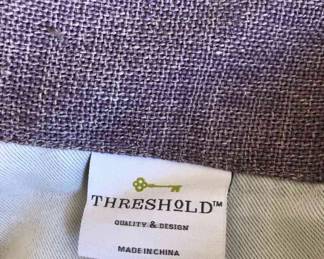 THRESHOLD™
QUALITY & DESIGN
MADE IN CHINA